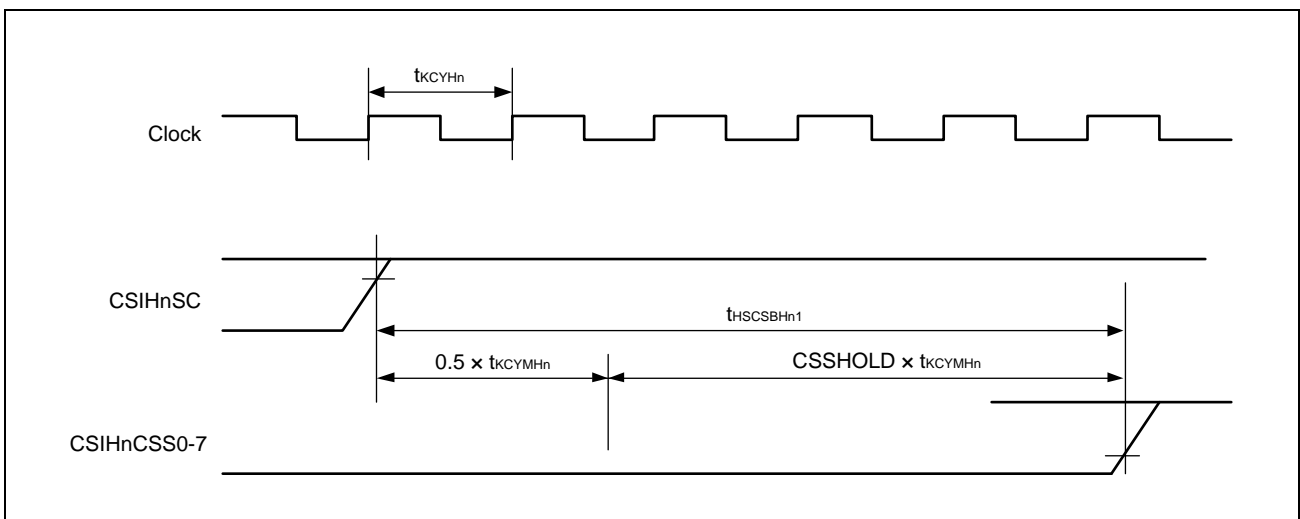 tKCYHn
Clock
CSIHnSC
tHSCSBHn1
0.5 × tKCYMHn
CSSHOLD × tKCYMHn
CSIHnCSS0-7